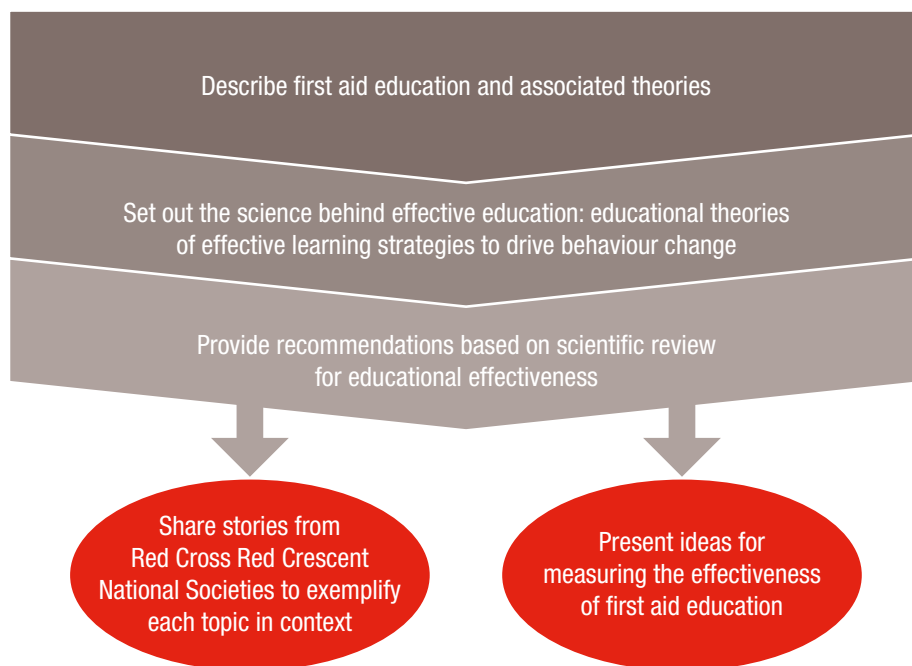 Describe first aid education and associated theories
Set out the science behind effective education: educational theories
of effective learning strategies to drive behaviour change
Provide recommendations based on scientific review
for educational effectiveness
Share stories from
Red Cross Red Crescent
National Societies to exemplify
each topic in context
Present ideas for
measuring the effectiveness
of first aid education